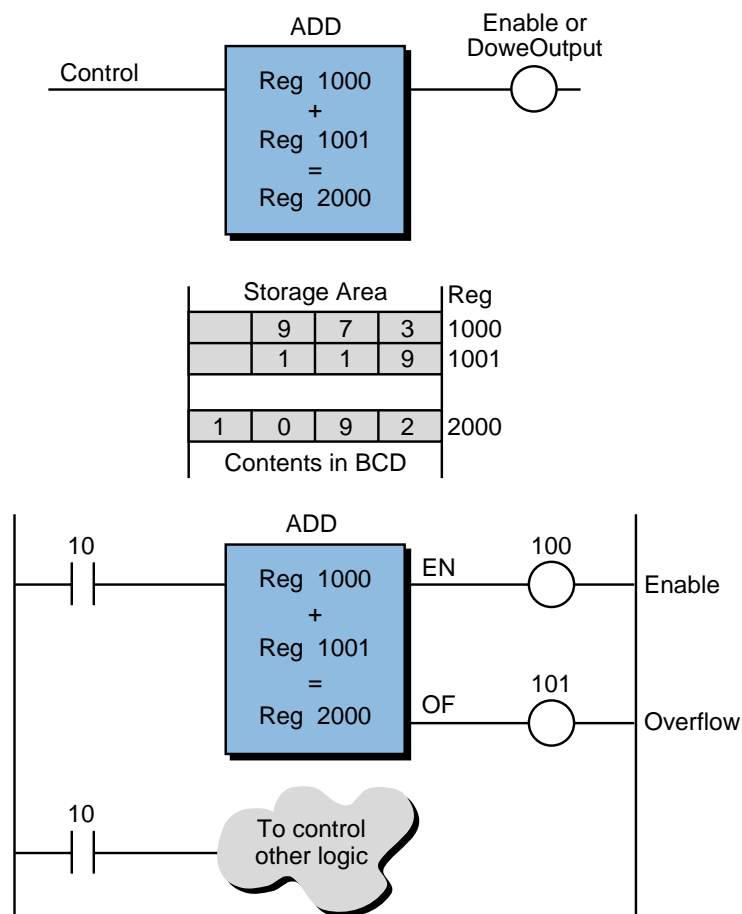 ADD
Enable or
DoweOutput
Control
Reg 1000
+
Reg 1001
=
Reg 2000
Storage Area Reg
9 7 3 1000
1 1 9 1001
1 0 9 2 2000
Contents in BCD
ADD
10
Reg 1000
+
Reg 1001
=
Reg 2000
EN
100
Enable
OF
101
Overflow
10
To control
other logic